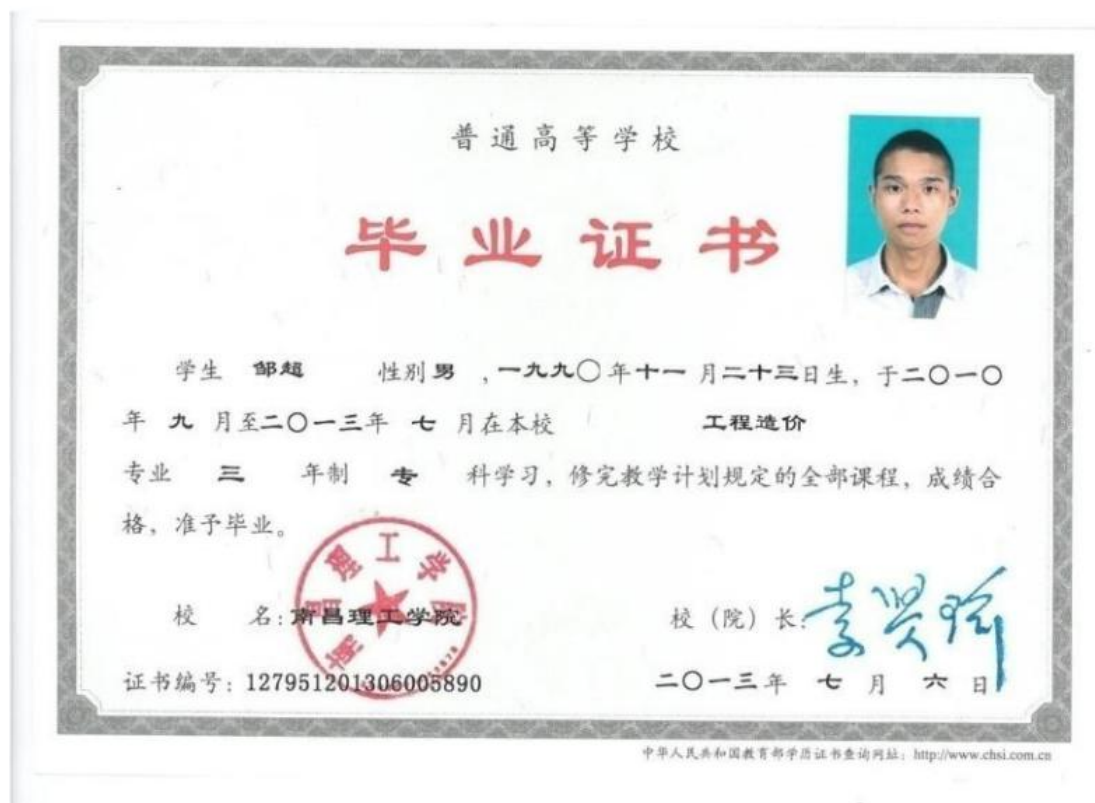 普通高等学校
毕业证书
学生 邹超 性别 男 ，一九九〇年十一月二十三日生，于二〇一〇
年 九 月至二〇一三年 七 月在本校 工程造价
专业 三 年制 专 科学习，修完教学计划规定的全部课程，成绩合
格，准予毕业。
校 名：南昌理工学院
校（院）长：
证书编号：127951201306005890
二〇一三年 七 月 六 日
中华人民共和国教育部学历证书查询网址：http://www.chsi.com.cn